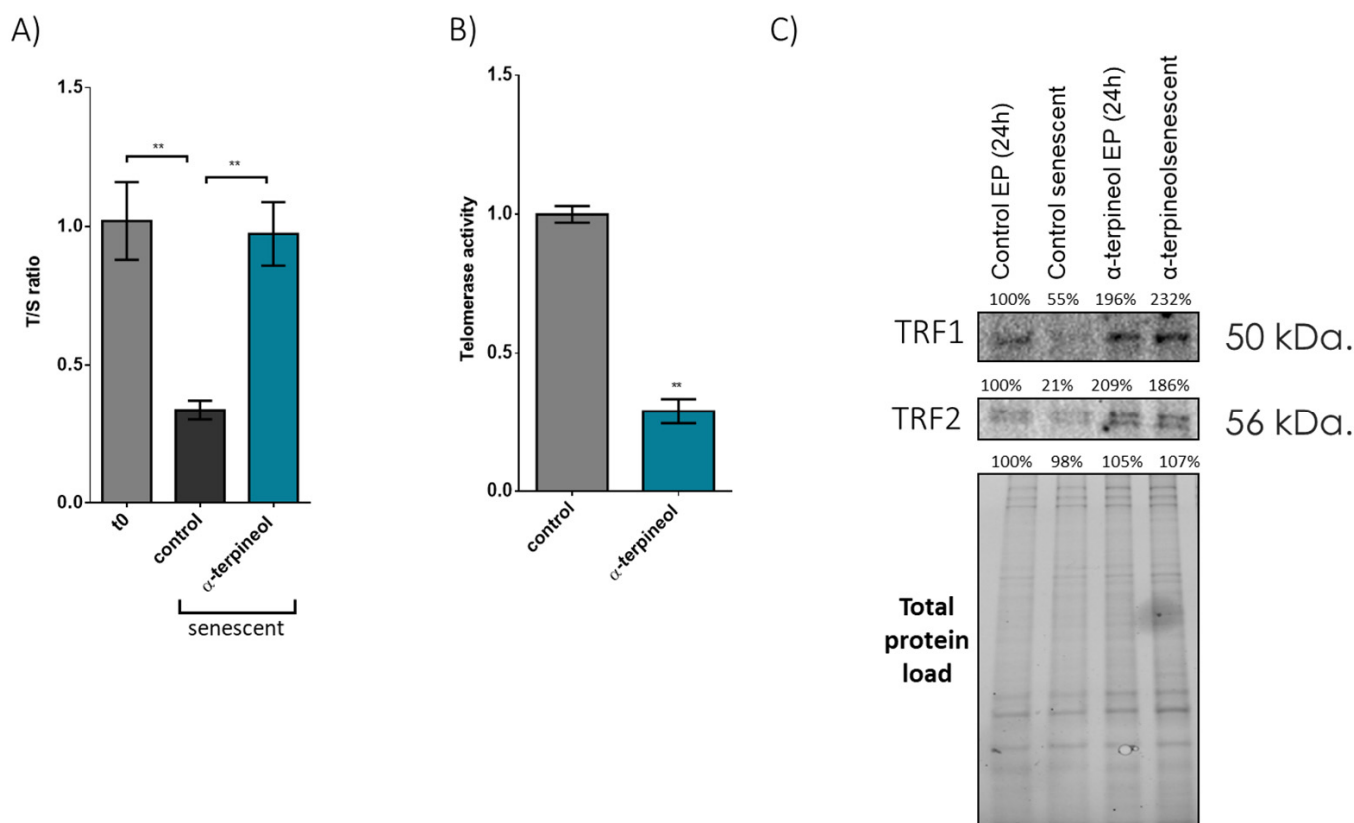 A)
1.5
1.0
0.5
0.0
T/S ratio
**
**
t0
control
α-terpineol
senescent
B)
1.5
1.0
0.5
0.0
Telomerase activity
**
control
α-terpineol
C)
Control EP (24h)
Control senescent
α-terpineol EP (24h)
α-terpineolsenescent
100% 55% 196% 232%
TRF1 50 kDa.
100% 21% 209% 186%
TRF2 56 kDa.
100% 98% 105% 107%
Total
protein
load